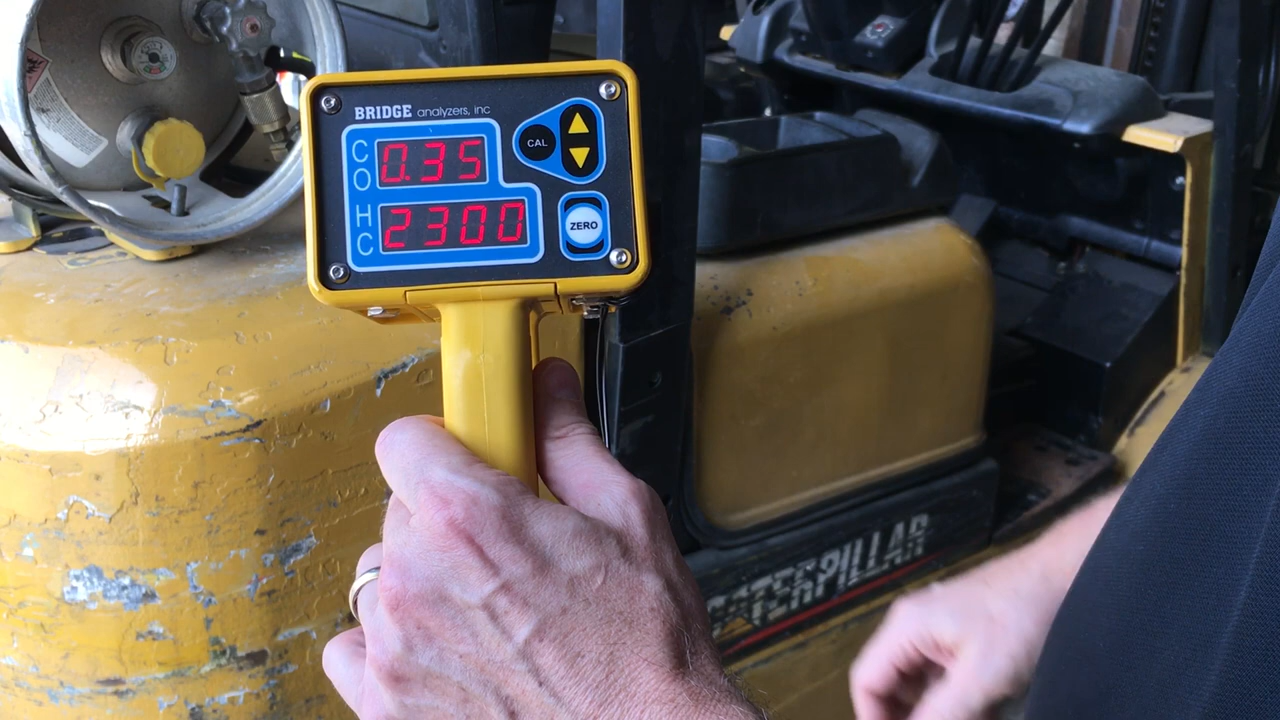 BRIDGE analyzers, inc
CO
0.35
CAL
HC
2300
ZERO
CATERPILLAR